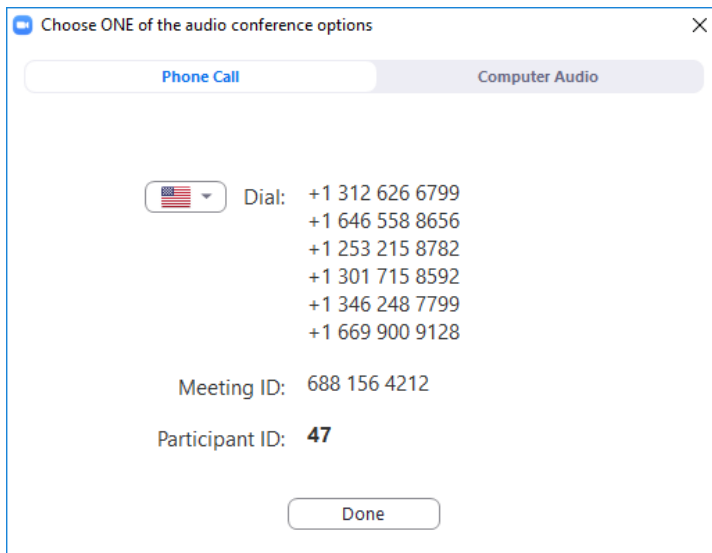 Choose ONE of the audio conference options
Phone Call Computer Audio
Dial: +1 312 626 6799
+1 646 558 8656
+1 253 215 8782
+1 301 715 8592
+1 346 248 7799
+1 669 900 9128
Meeting ID: 688 156 4212
Participant ID: 47
Done